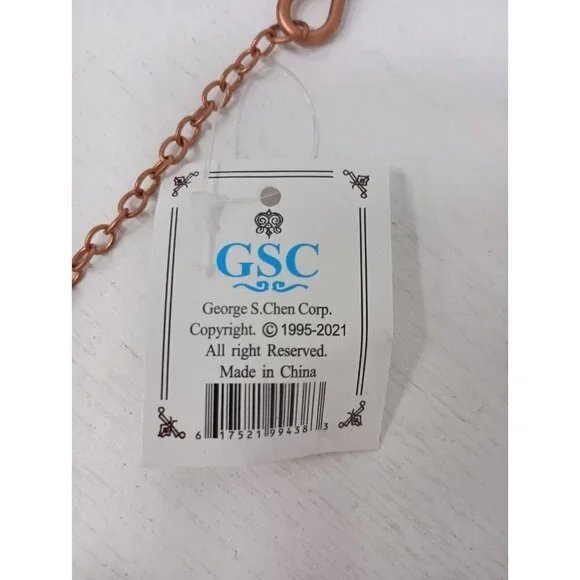 GSC
George S.Chen Corp.
Copyright. © 1995-2021
All right Reserved.
Made in China
6 17521 99438 3